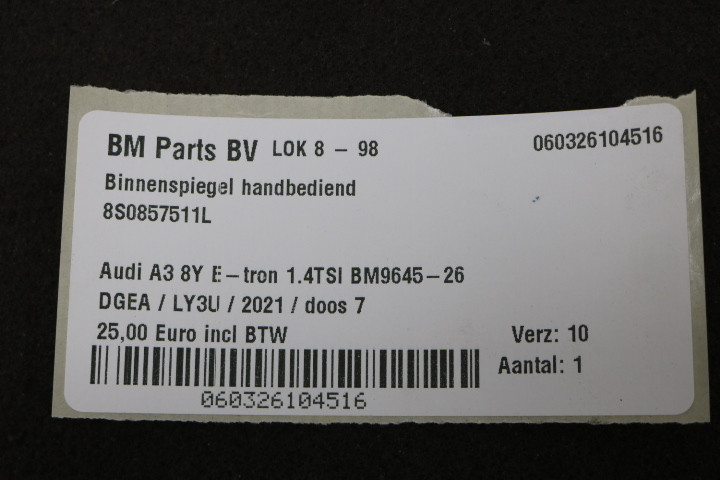 BM Parts BV LOK 8 - 98 060326104516
Binnenspiegel handbediend
8S0857511L
Audi A3 8Y E-tron 1.4TSI BM9645-26
DGEA / LY3U / 2021 / doos 7
25,00 Euro incl BTW Verz: 10
Aantal: 1
060326104516